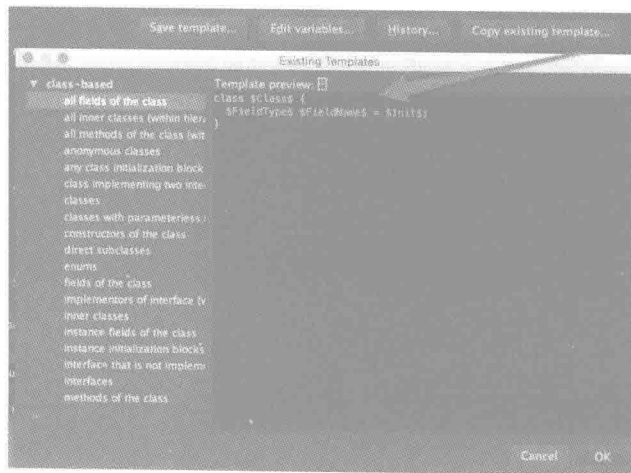 Save template... Edit variables... History... Copy existing template...
Existing Templates
▼ class-based
all fields of the class
all inner classes (within hier
all methods of the class (wit
anonymous classes
any class initialization block
class implementing two inte
classes
classes with parameterless
constructors of the class
direct subclasses
enums
fields of the class
implementors of interface (w
inner classes
instance fields of the class
instance initialization blocks
interface that is not implem
interfaces
methods of the class
Template preview:
class $Class$ {
$FieldType$ $FieldName$ = $Init$;
}
Cancel OK